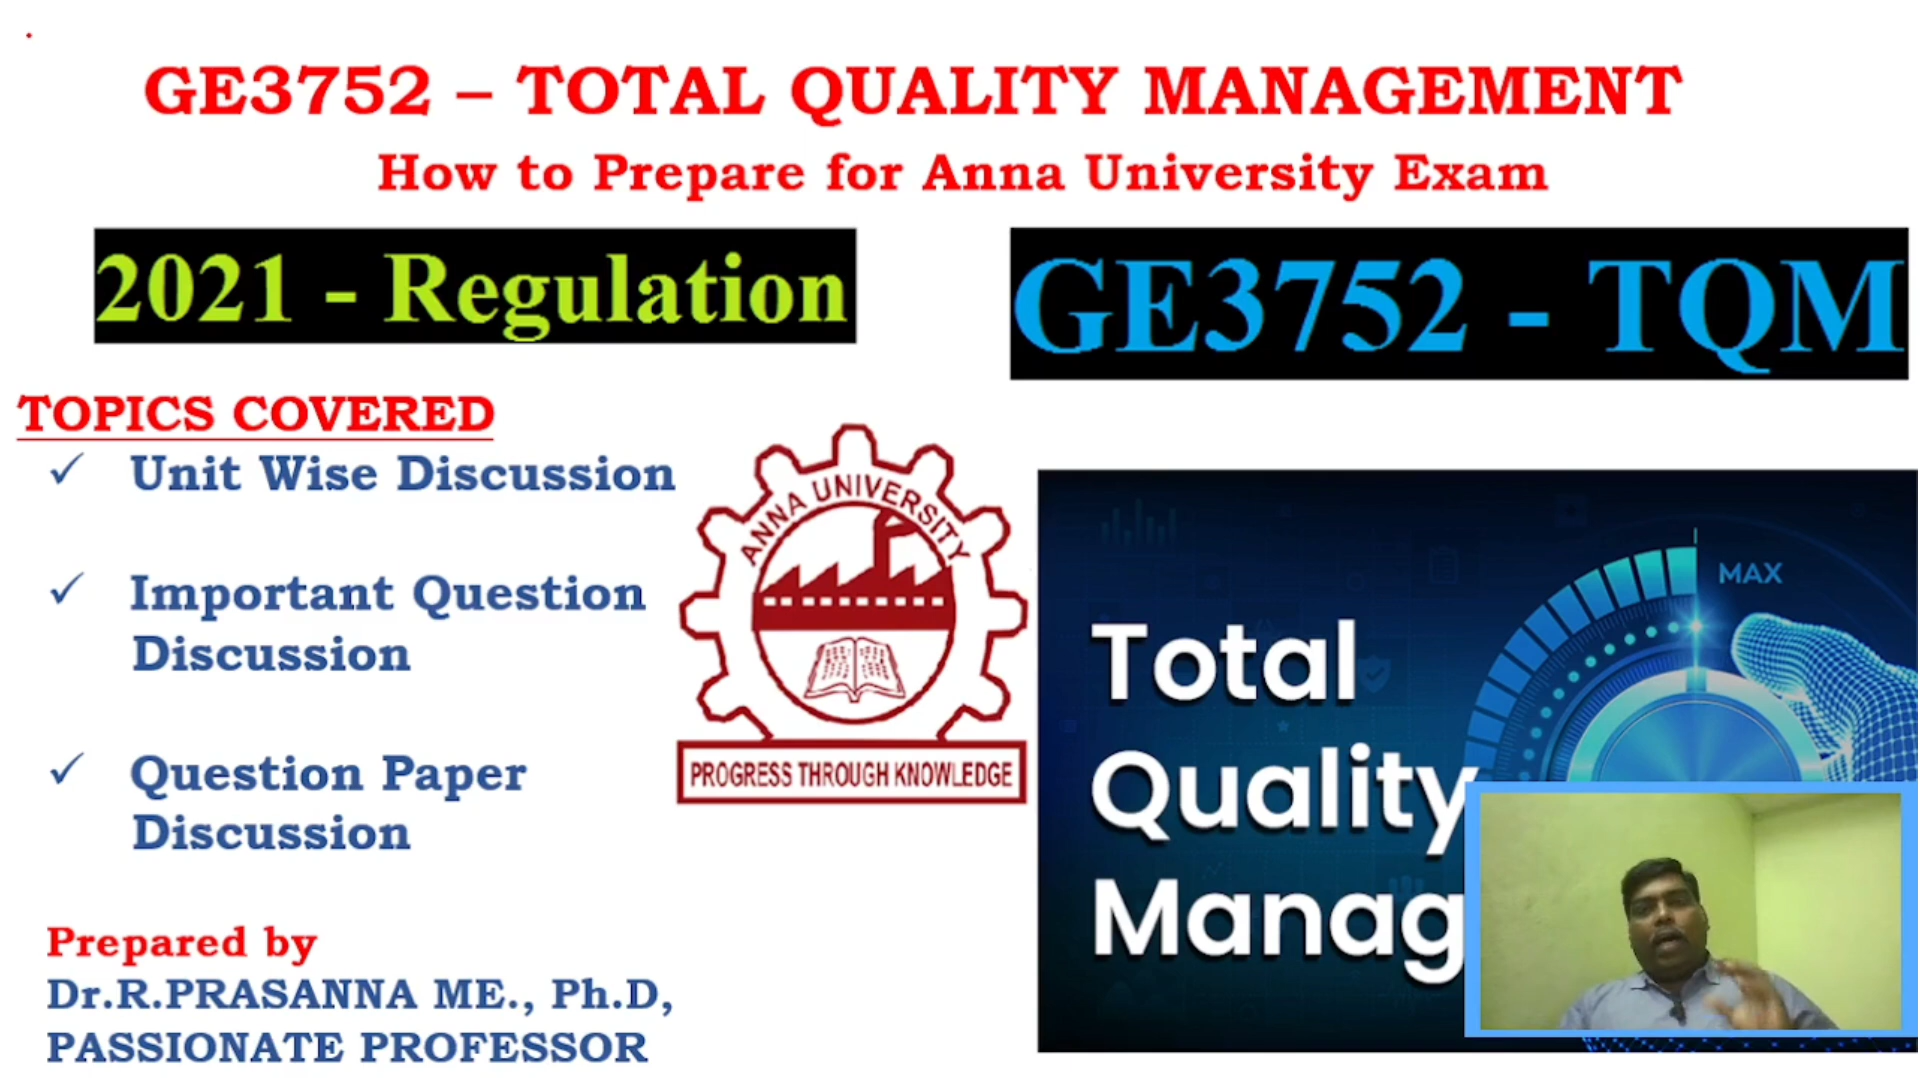 GE3752 – TOTAL QUALITY MANAGEMENT
How to Prepare for Anna University Exam
2021 - Regulation
GE3752 - TQM
TOPICS COVERED
✓ Unit Wise Discussion
✓ Important Question
Discussion
✓ Question Paper
Discussion
Prepared by
Dr.R.PRASANNA ME., Ph.D,
PASSIONATE PROFESSOR
ANNA UNIVERSITY
PROGRESS THROUGH KNOWLEDGE
MAX
Total
Quality
Manag